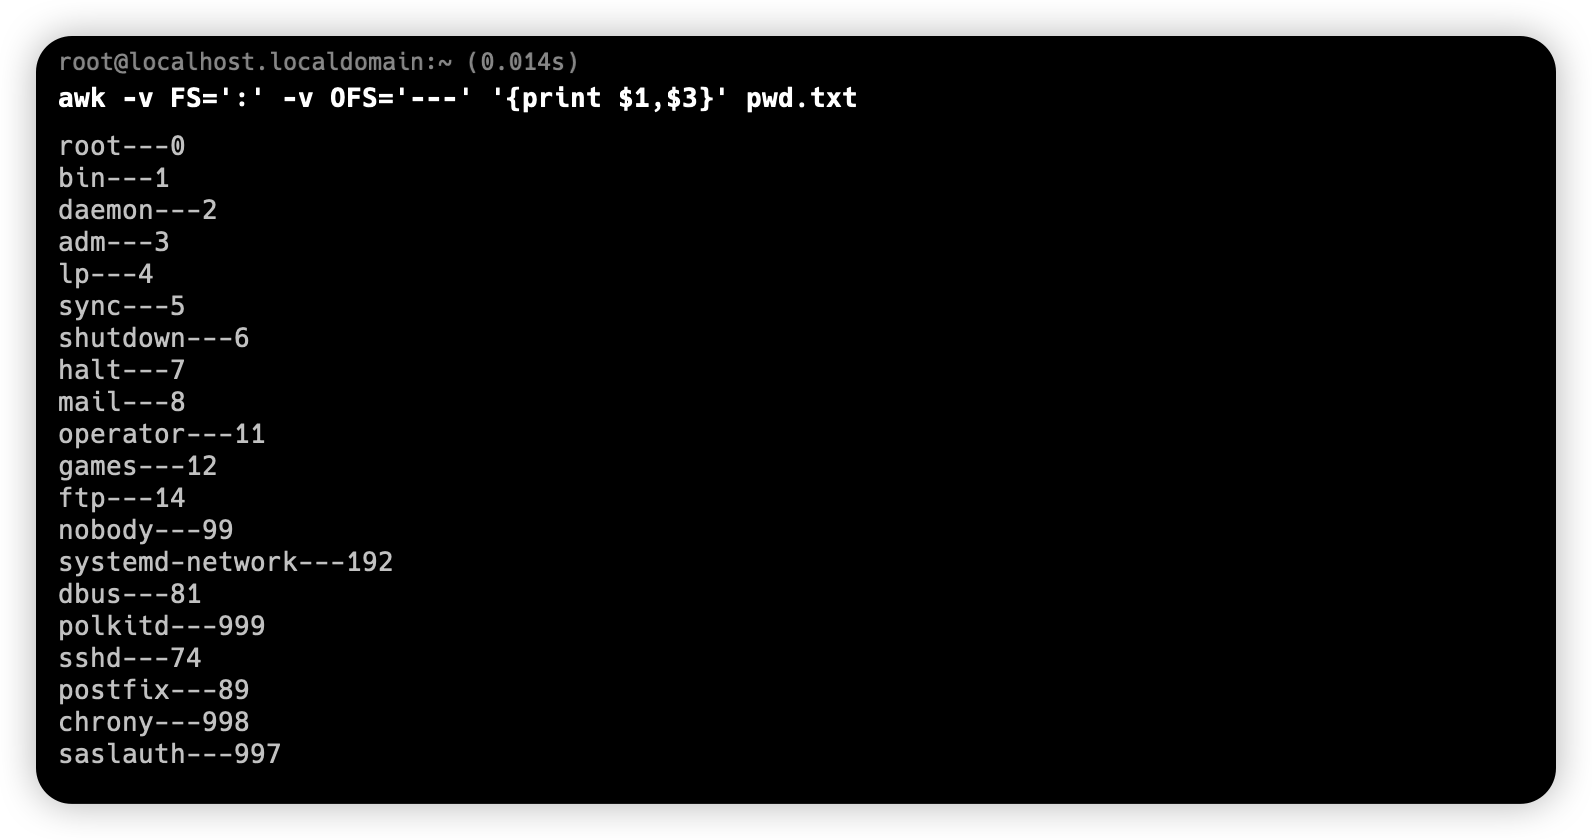 root@localhost.localdomain:~ (0.014s)
awk -v FS=':' -v OFS='---' '{print $1,$3}' pwd.txt
root---0
bin---1
daemon---2
adm---3
lp---4
sync---5
shutdown---6
halt---7
mail---8
operator---11
games---12
ftp---14
nobody---99
systemd-network---192
dbus---81
polkitd---999
sshd---74
postfix---89
chrony---998
saslauth---997